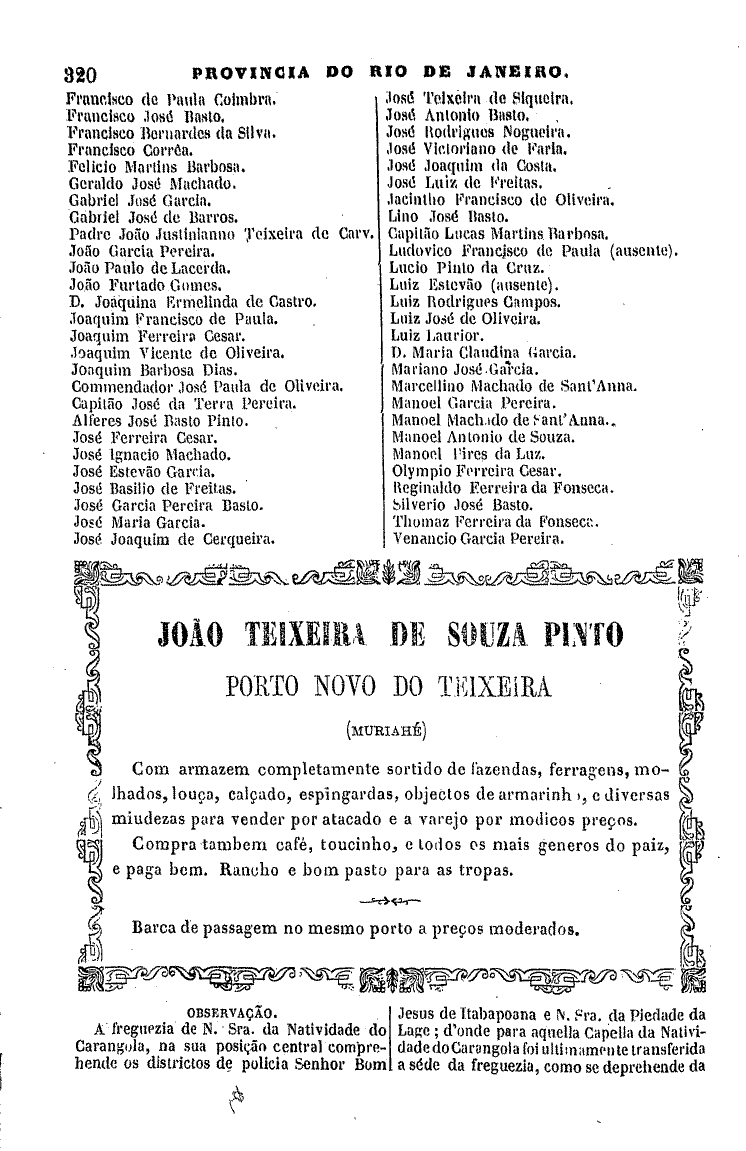 320 PROVINCIA DO RIO DE JANEIRO.
Francisco de Paula Coimbra.
Francisco José Basto.
Francisco Bernardes da Silva.
Francisco Corrêa.
Felicio Martins Barbosa.
Geraldo José Machado.
Gabriel José Garcia.
Gabriel José de Barros.
Padre João Justinianno Teixeira de Carv.
João Garcia Pereira.
João Paulo de Lacerda.
João Furtado Gomes.
D. Joaquina Ermelinda de Castro.
Joaquim Francisco de Paula.
Joaquim Ferreira Cesar.
Joaquim Vicente de Oliveira.
Joaquim Barbosa Dias.
Commendador José Paula de Oliveira.
Capitão José da Terra Pereira.
Alferes José Basto Pinto.
José Ferreira Cesar.
José Ignacio Machado.
José Estevão Garcia.
José Basilio de Freitas.
José Garcia Pereira Basto.
José Maria Garcia.
José Joaquim de Cerqueira.
José Teixeira de Siqueira.
José Antonio Basto.
José Rodrigues Nogueira.
José Victoriano de Faria.
José Joaquim da Costa.
José Luiz de Freitas.
Jacintho Francisco de Oliveira.
Lino José Basto.
Capitão Lucas Martins Barbosa.
Ludovico Francisco de Paula (ausente).
Lucio Pinto da Cruz.
Luiz Estevão (ausente).
Luiz Rodrigues Campos.
Luiz José de Oliveira.
Luiz Laurior.
D. Maria Claudina Garcia.
Mariano José Garcia.
Marcellino Machado de Sant'Anna.
Manoel Garcia Pereira.
Manoel Machado de Sant'Anna.
Manoel Antonio de Souza.
Manoel Pires da Luz.
Olympio Ferreira Cesar.
Reginaldo Ferreira da Fonseca.
Silverio José Basto.
Thomaz Ferreira da Fonseca.
Venancio Garcia Pereira.
JOÃO TEIXEIRA DE SOUZA PINTO
PORTO NOVO DO TEIXEIRA
(MURIAHÉ)
Com armazem completamente sortido de fazendas, ferragens, mo-
lhados, louça, calçado, espingardas, objectos de armarinho, e diversas
miudezas para vender por atacado e a varejo por modicos preços.
Compra tambem café, toucinho, e todos os mais generos do paiz,
e paga bem. Rancho e bom pasto para as tropas.
Barca de passagem no mesmo porto a preços moderados.
OBSERVAÇÃO.
A freguezia de N. Sra. da Natividade do
Carangola, na sua posição central compre-
hende os districtos de policia Senhor Bom
Jesus de Itabapoana e N. Sra. da Piedade da
Lage; d'onde para aquella Capella da Nativi-
dade do Carangola foi ultimamente transferida
a séde da freguezia, como se deprehende da